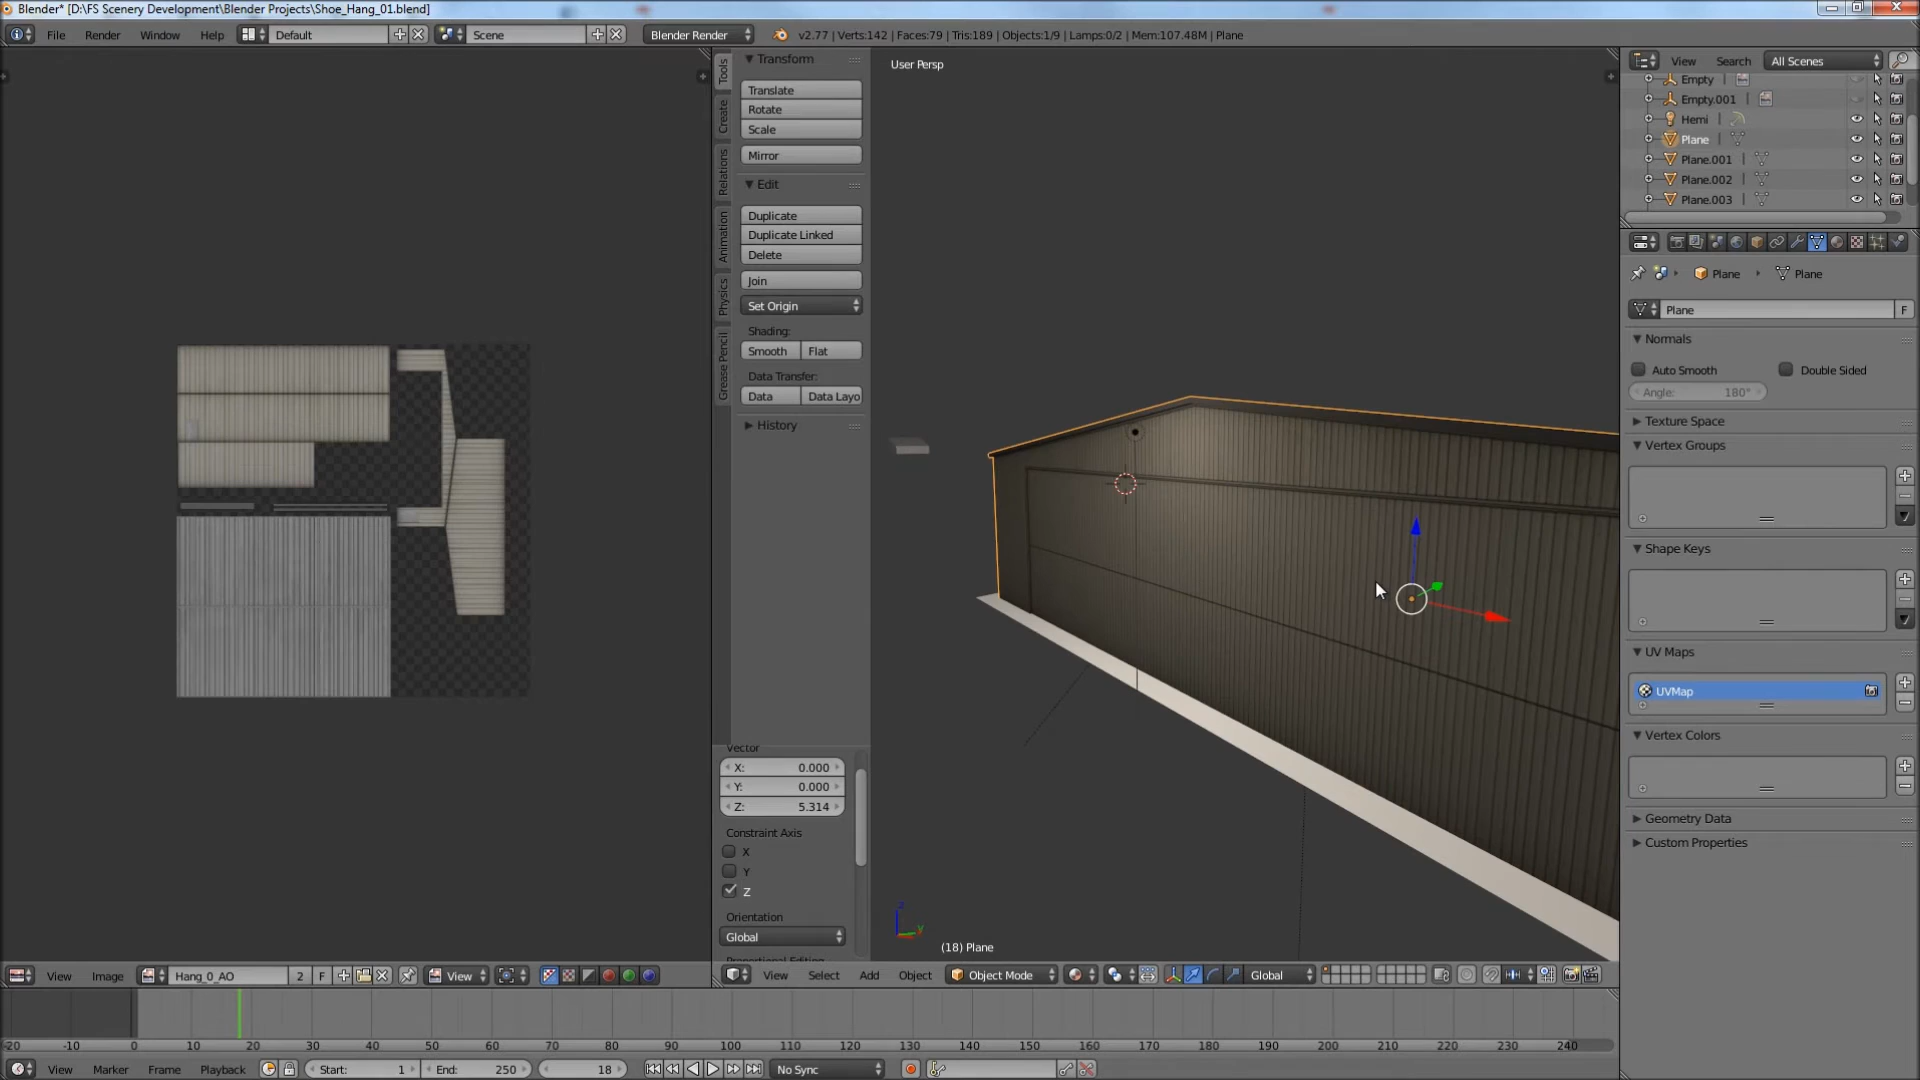 Blender* [D:\FS Scenery Development\Blender Projects\Shoe_Hang_01.blend]
File Render Window Help Default Scene Blender Render v2.77 | Verts:142 | Faces:79 | Tris:189 | Objects:1/9 | Lamps:0/2 | Mem:107.48M | Plane
User Persp
Tools
Create
Relations
Animation
Physics
Grease Pencil
Transform
Translate
Rotate
Scale
Mirror
Edit
Duplicate
Duplicate Linked
Delete
Join
Set Origin
Shading:
Smooth Flat
Data Transfer:
Data Data Layo
History
Vector
X: 0.000
Y: 0.000
Z: 5.314
Constraint Axis
X
Y
Z
Orientation
Global
Proportional Editing
z
y
(18) Plane
View Search All Scenes
Empty
Empty.001
Hemi
Plane
Plane.001
Plane.002
Plane.003
Plane Plane
Plane F
Normals
Auto Smooth Double Sided
Angle: 180°
Texture Space
Vertex Groups
Shape Keys
UV Maps
UVMap
Vertex Colors
Geometry Data
Custom Properties
View Image Hang_0_AO 2 F View
View Select Add Object Object Mode Global
-20 -10 0 10 20 30 40 50 60 70 80 90 100 110 120 130 140 150 160 170 180 190 200 210 220 230 240
View Marker Frame Playback Start: 1 End: 250 18 No Sync